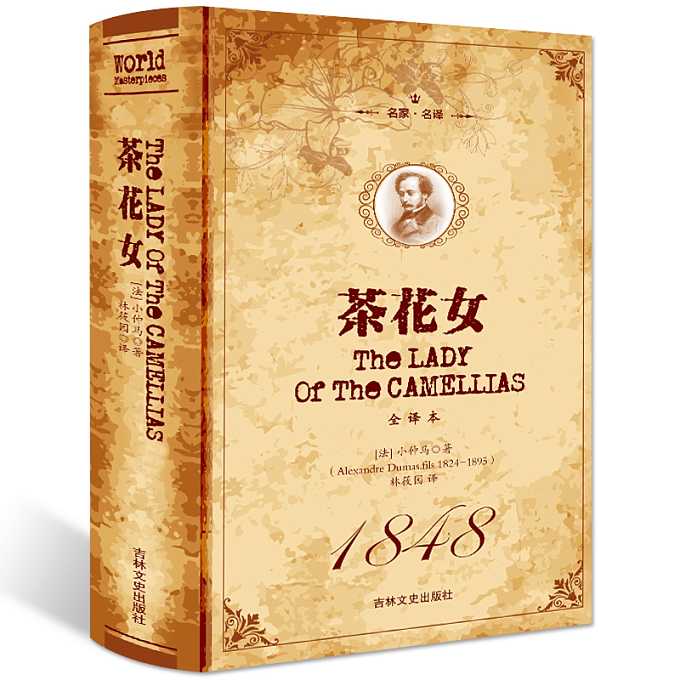 World
Masterpieces
The LADY Of The CAMELLIAS
茶花女
[法] 小仲马◎著
林筱园◎译
吉林文史出版社
名家·名译
茶花女
The LADY
Of The CAMELLIAS
全译本
[法] 小仲马◎著
(Alexandre Dumas.fils 1824-1895)
林筱园 译
1848
吉林文史出版社